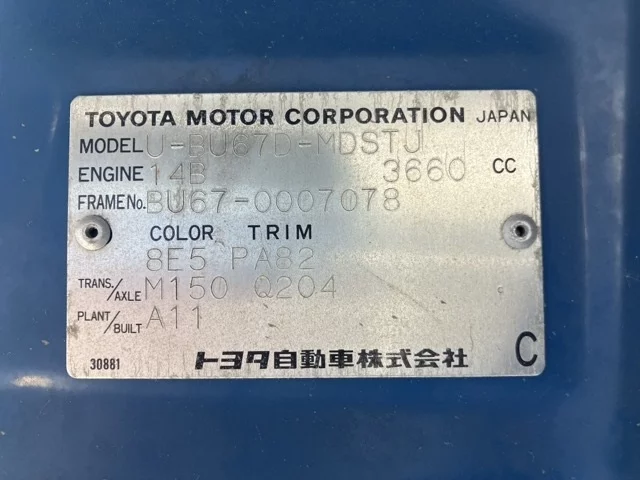 TOYOTA MOTOR CORPORATION JAPAN
MODEL U-BU67D-MDSTJ
ENGINE 14B 3660 CC
FRAME No. BU67-0007078
COLOR TRIM
8E5 PA82
TRANS./AXLE M150 Q204
PLANT/BUILT A11
30881 トヨタ自動車株式会社 C